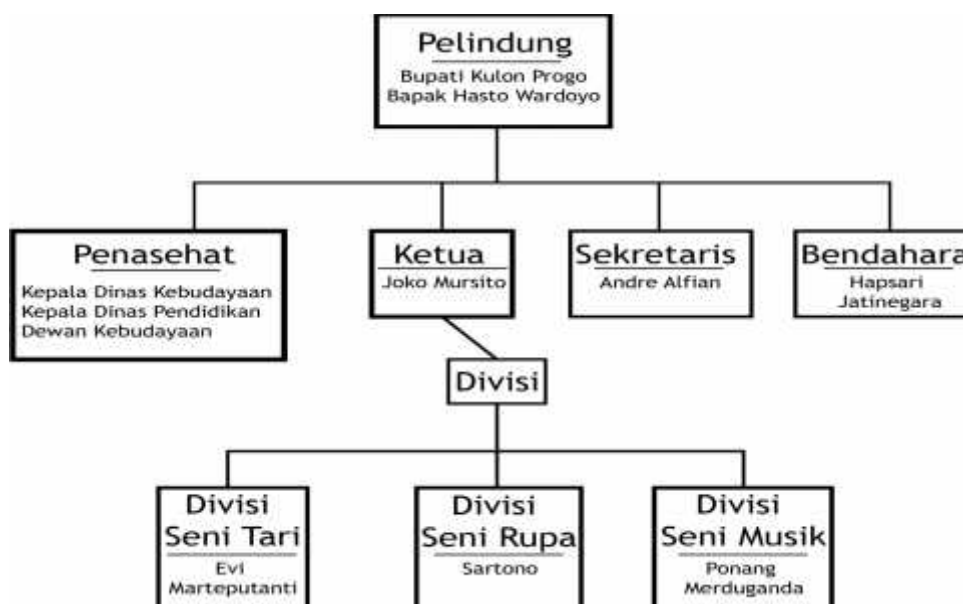 Pelindung
Bupati Kulon Progo
Bapak Hasto Wardoyo
Penasehat
Kepala Dinas Kebudayaan
Kepala Dinas Pendidikan
Dewan Kebudayaan
Ketua
Joko Mursito
Sekretaris
Andre Alfian
Bendahara
Hapsari
Jatinegara
Divisi
Divisi
Seni Tari
Evi
Marteputanti
Divisi
Seni Rupa
Sartono
Divisi
Seni Musik
Ponang
Merduganda